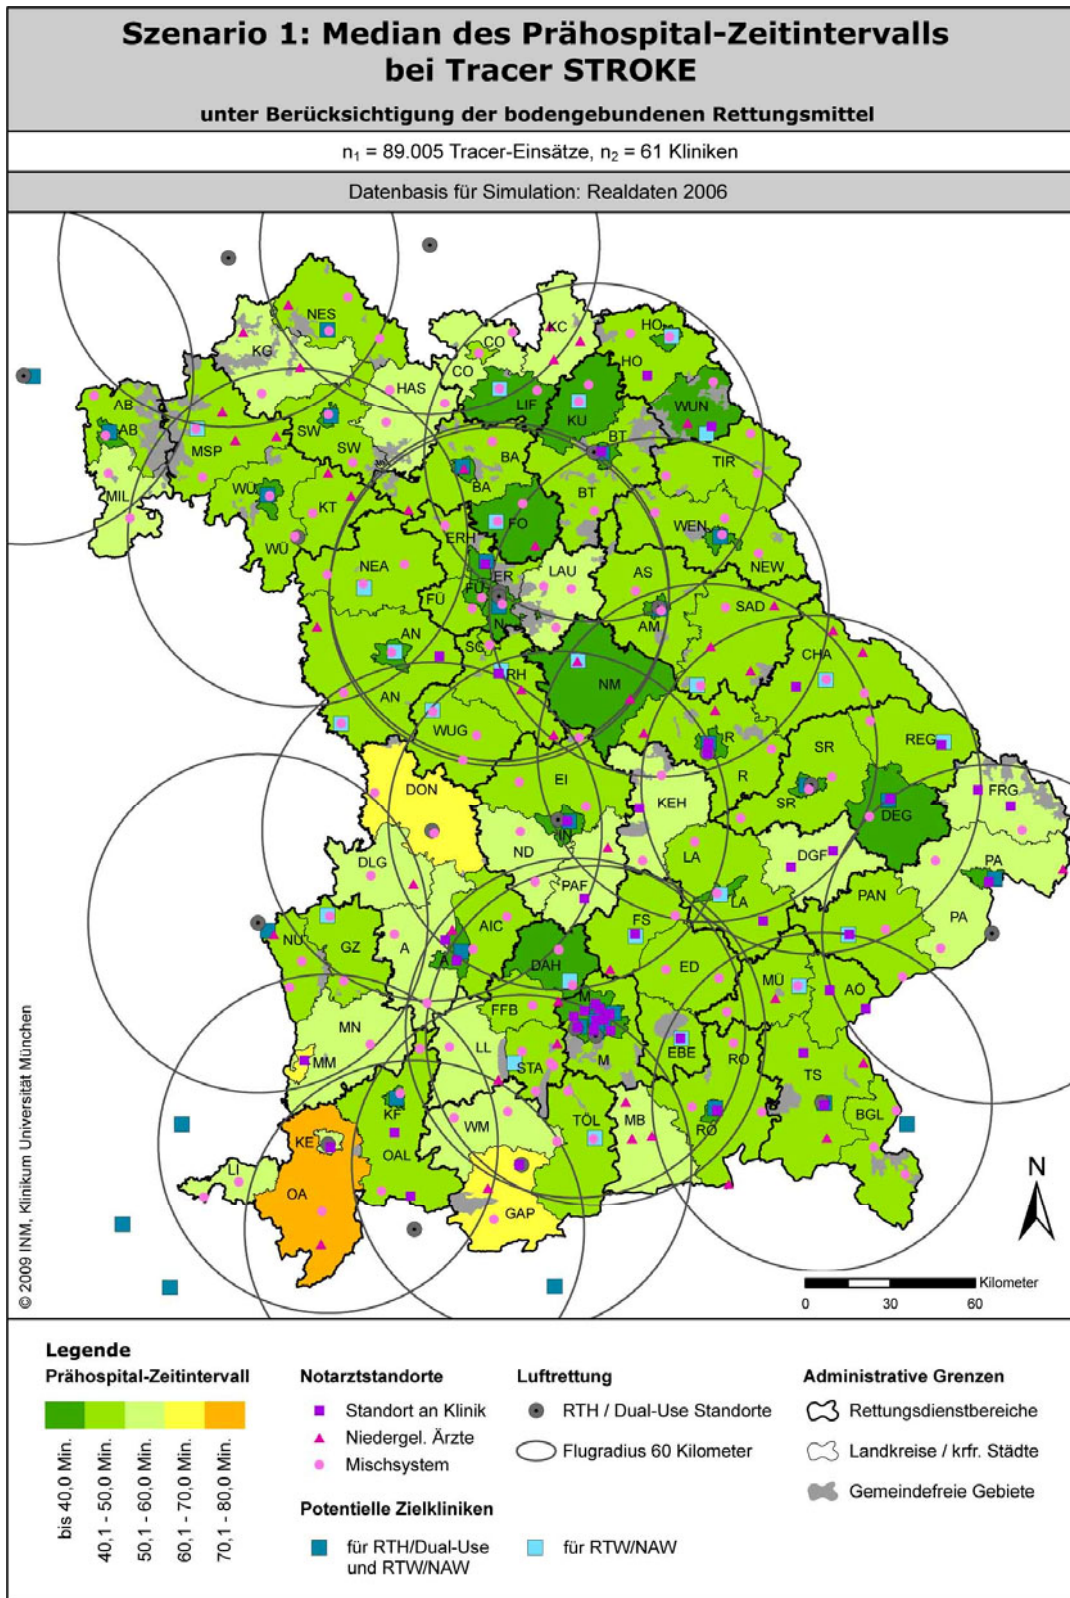 Szenario 1: Median des Prähospital-Zeitintervalls
bei Tracer STROKE
unter Berücksichtigung der bodengebundenen Rettungsmittel
n₁ = 89.005 Tracer-Einsätze, n₂ = 61 Kliniken
Datenbasis für Simulation: Realdaten 2006
NES
KC
HO
CO
KG
CO
HO
HAS
LIF
KU
WUN
AB
AB
SW
BT
MSP
SW
BA
TIR
MIL
WÜ
KT
BA
BT
FO
WEN
WÜ
ERH
NEA
ER
LAU
AS
NEW
FÜ
FÜ
N
SAD
AM
AN
SC
CHA
RH
NM
AN
WUG
R
SR
REG
EI
R
DON
KEH
SR
FRG
IN
DEG
ND
LA
DGF
PA
DLG
PAF
PAN
AIC
FS
LA
PA
NU
GZ
A
A
DAH
ED
MÜ
AÖ
FFB
M
MN
LL
EBE
RO
MM
STA
M
TS
KF
RO
BGL
WM
TÖL
MB
KE
OAL
LI
OA
GAP
N
Kilometer
0 30 60
© 2009 INM, Klinikum Universität München
Legende
Prähospital-Zeitintervall
bis 40,0 Min.
40,1 - 50,0 Min.
50,1 - 60,0 Min.
60,1 - 70,0 Min.
70,1 - 80,0 Min.
Notarztstandorte
Standort an Klinik
Niedergel. Ärzte
Mischsystem
Potentielle Zielkliniken
für RTH/Dual-Use
und RTW/NAW
für RTW/NAW
Luftrettung
RTH / Dual-Use Standorte
Flugradius 60 Kilometer
Administrative Grenzen
Rettungsdienstbereiche
Landkreise / krfr. Städte
Gemeindefreie Gebiete